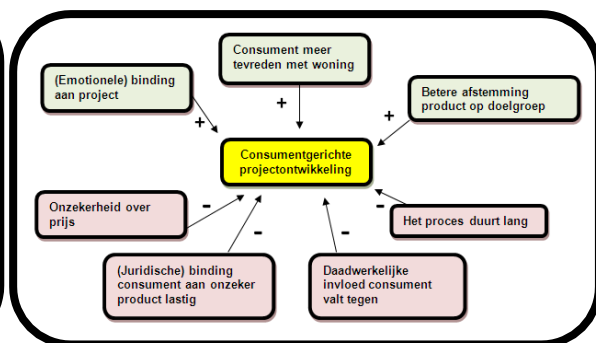 Consument meer
tevreden met woning
(Emotionele) binding
aan project
Betere afstemming
product op doelgroep
+
+
+
Consumentgerichte
projectontwikkeling
Onzekerheid over
prijs
-
-
-
-
Het proces duurt lang
(Juridische) binding
consument aan onzeker
product lastig
Daadwerkelijke
invloed consument
valt tegen